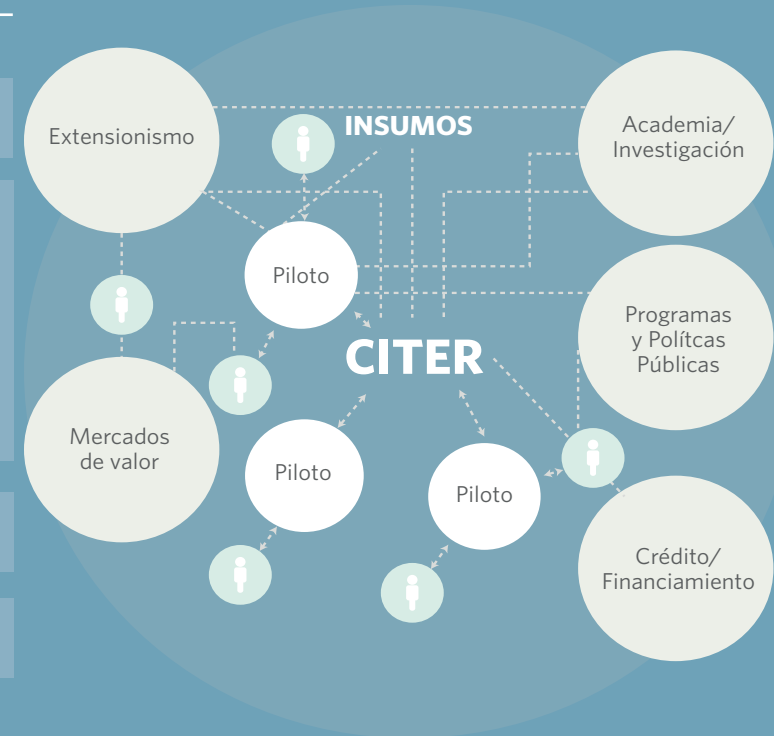 Extensionismo
INSUMOS
Academia/
Investigación
Piloto
Programas
y Polítcas
Públicas
CITER
Mercados
de valor
Piloto
Piloto
Crédito/
Financiamiento